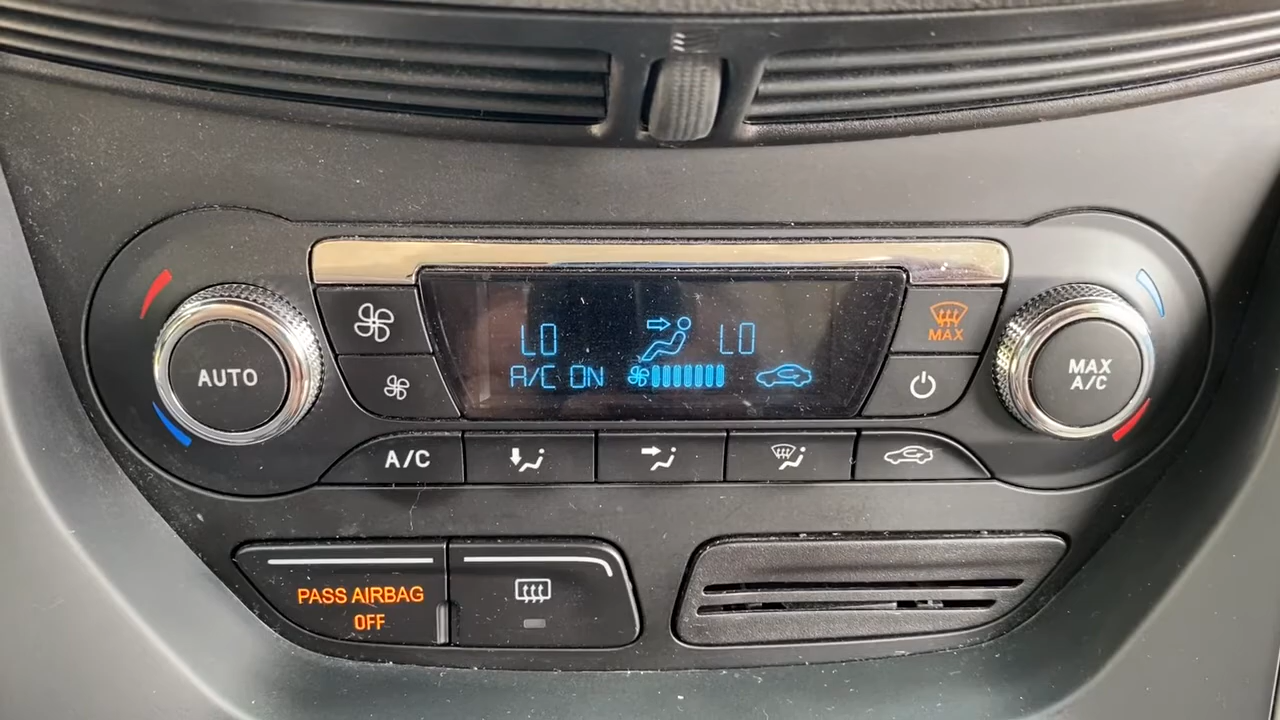 LO LO
A/C ON
AUTO
MAX
MAX
A/C
A/C
PASS AIRBAG
OFF